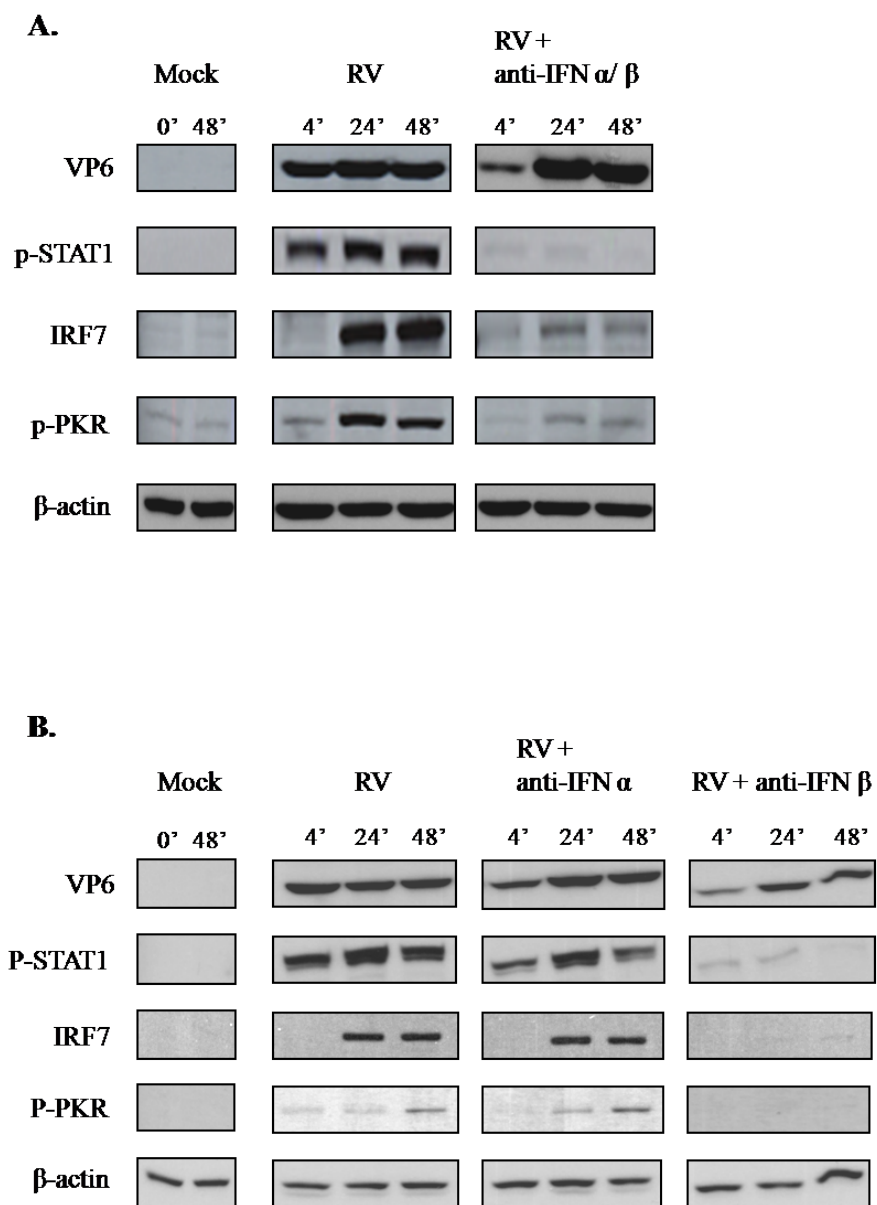 A.
Mock
RV
RV +
anti-IFN α/ β
0’ 48’
4’ 24’ 48’
4’ 24’ 48’
VP6
p-STAT1
IRF7
p-PKR
β-actin
B.
Mock
RV
RV +
anti-IFN α
RV + anti-IFN β
0’ 48’
4’ 24’ 48’
4’ 24’ 48’
4’ 24’ 48’
VP6
P-STAT1
IRF7
P-PKR
β-actin